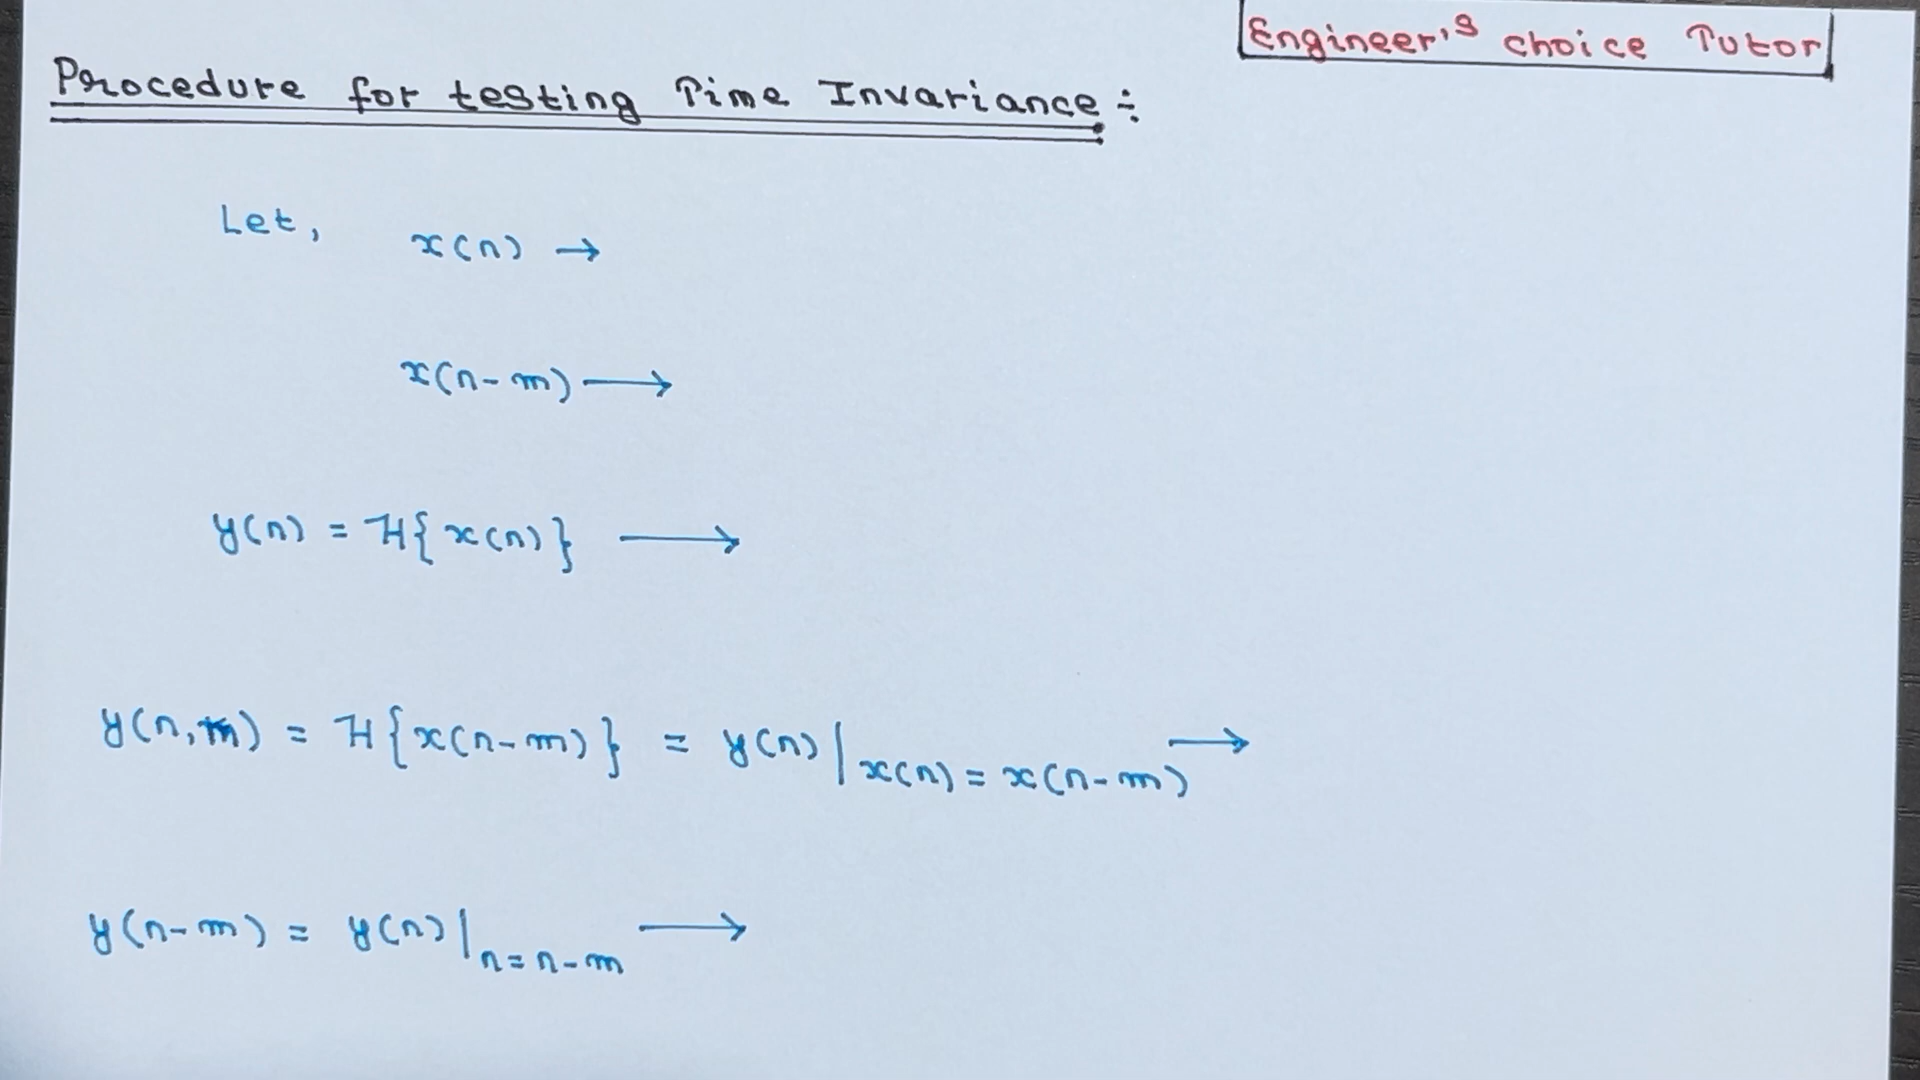 Engineer's choice Tutor
Procedure for testing Time Invariance ÷
Let, x(n) →
x(n-m) →
y(n) = H{x(n)} →
y(n,m) = H{x(n-m)} = y(n)|x(n) = x(n-m) →
y(n-m) = y(n)|n=n-m →